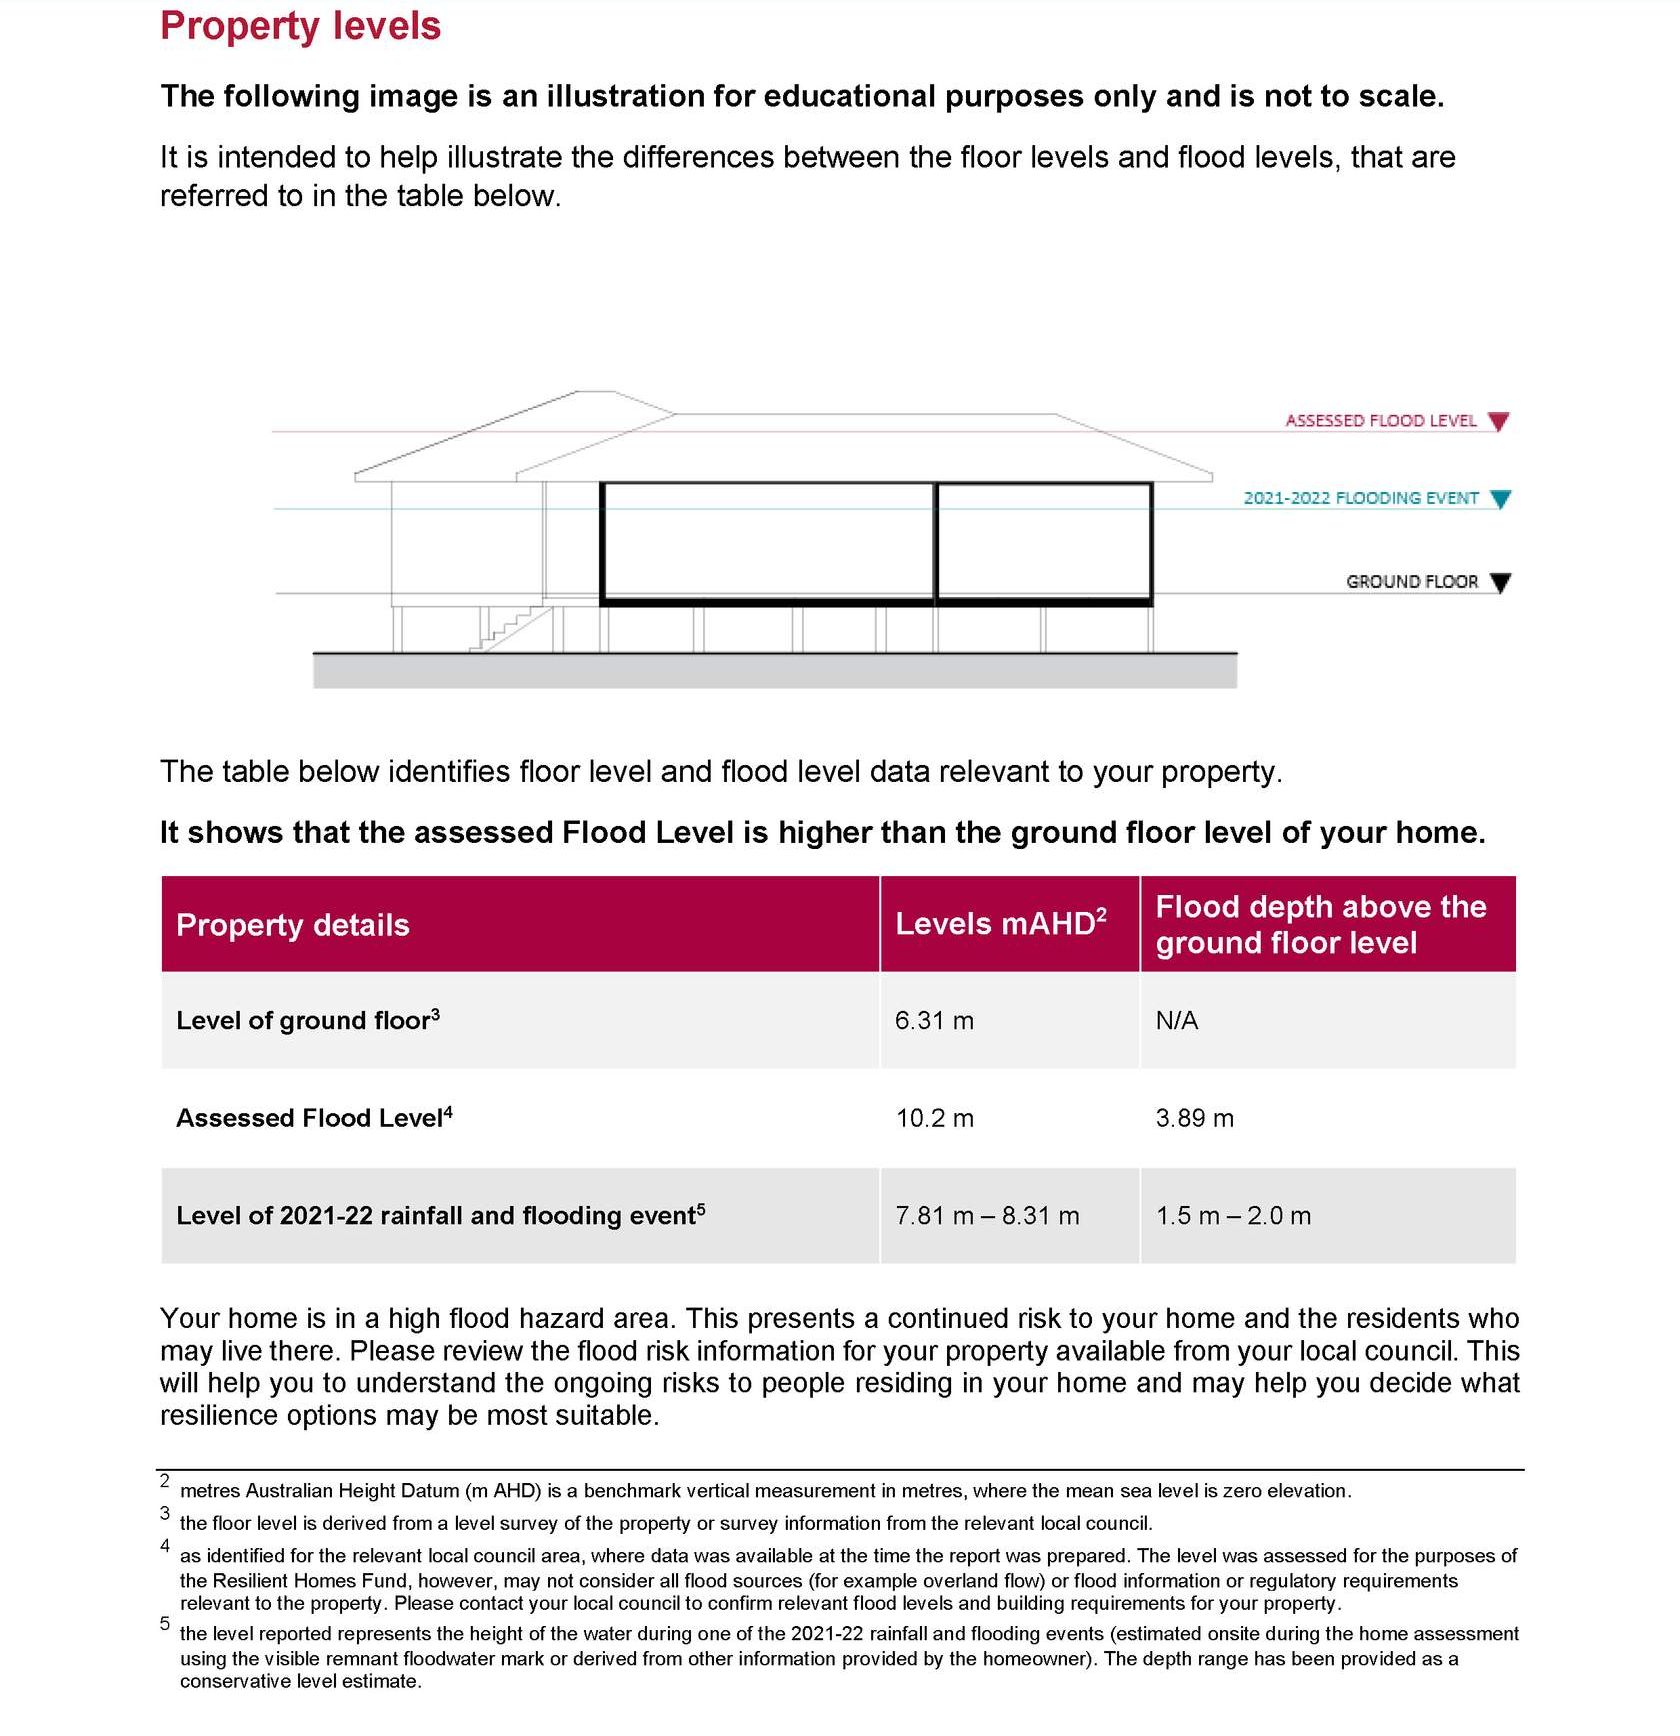 Property levels
The following image is an illustration for educational purposes only and is not to scale.
It is intended to help illustrate the differences between the floor levels and flood levels, that are
referred to in the table below.
ASSESSED FLOOD LEVEL
2021-2022 FLOODING EVENT
GROUND FLOOR
The table below identifies floor level and flood level data relevant to your property.
It shows that the assessed Flood Level is higher than the ground floor level of your home.
Property details
Levels mAHD²
Flood depth above the
ground floor level
Level of ground floor³
6.31 m
N/A
Assessed Flood Level⁴
10.2 m
3.89 m
Level of 2021-22 rainfall and flooding event⁵
7.81 m – 8.31 m
1.5 m – 2.0 m
Your home is in a high flood hazard area. This presents a continued risk to your home and the residents who
may live there. Please review the flood risk information for your property available from your local council. This
will help you to understand the ongoing risks to people residing in your home and may help you decide what
resilience options may be most suitable.
² metres Australian Height Datum (m AHD) is a benchmark vertical measurement in metres, where the mean sea level is zero elevation.
³ the floor level is derived from a level survey of the property or survey information from the relevant local council.
⁴ as identified for the relevant local council area, where data was available at the time the report was prepared. The level was assessed for the purposes of
the Resilient Homes Fund, however, may not consider all flood sources (for example overland flow) or flood information or regulatory requirements
relevant to the property. Please contact your local council to confirm relevant flood levels and building requirements for your property.
⁵ the level reported represents the height of the water during one of the 2021-22 rainfall and flooding events (estimated onsite during the home assessment
using the visible remnant floodwater mark or derived from other information provided by the homeowner). The depth range has been provided as a
conservative level estimate.